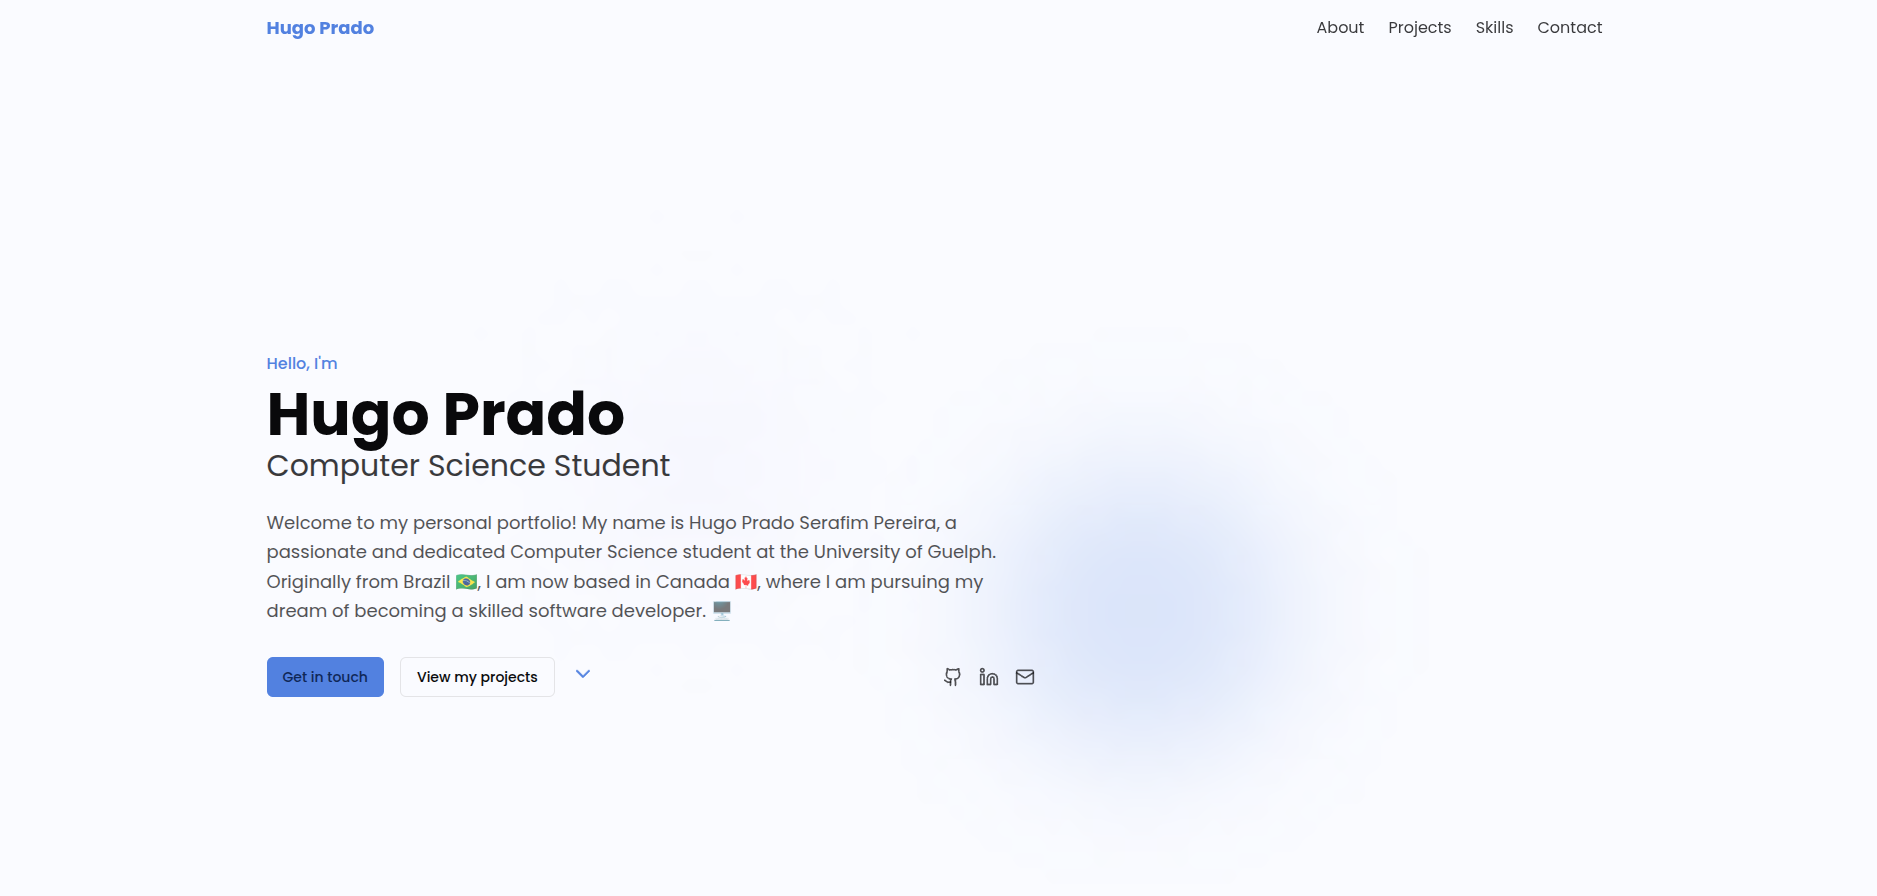 Hugo Prado
About Projects Skills Contact
Hello, I'm
Hugo Prado
Computer Science Student
Welcome to my personal portfolio! My name is Hugo Prado Serafim Pereira, a
passionate and dedicated Computer Science student at the University of Guelph.
Originally from Brazil 🇧🇷, I am now based in Canada 🇨🇦, where I am pursuing my
dream of becoming a skilled software developer. 🖥️
Get in touch View my projects